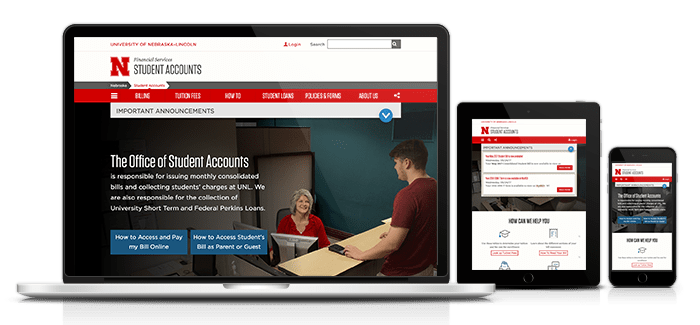 UNIVERSITY OF NEBRASKA-LINCOLN
Login
Search
N
Financial Services
STUDENT ACCOUNTS
Nebraska
Student Accounts
BILLING
TUITION FEES
HOW TO
STUDENT LOANS
POLICIES & FORMS
ABOUT US
IMPORTANT ANNOUNCEMENTS
The Office of Student Accounts
is responsible for issuing monthly consolidated
bills and collecting students' charges at UNL. We
are also responsible for the collection of
University Short Term and Federal Perkins Loans.
How to Access and Pay
my Bill Online
How to Access Student's
Bill as Parent or Guest
N
STUDENT ACCOUNTS
IMPORTANT ANNOUNCEMENTS
HOW CAN WE HELP YOU
N
STUDENT ACCOUNTS
The Office of Student Accounts
HOW CAN WE HELP YOU